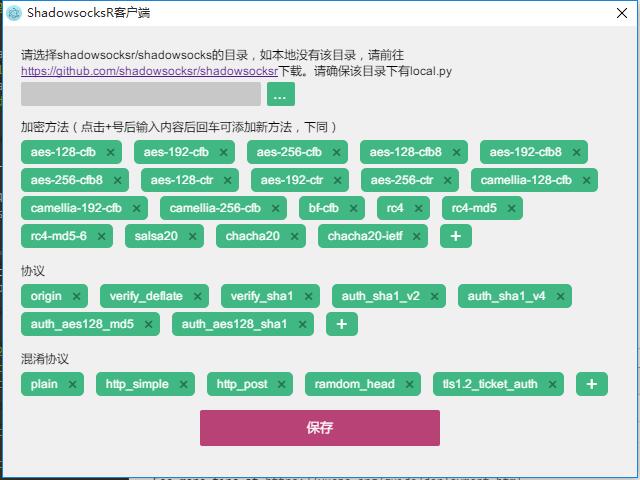 ShadowsocksR客户端
请选择shadowsocksr/shadowsocks的目录，如本地没有该目录，请前往
https://github.com/shadowsocksr/shadowsocksr下载。请确保该目录下有local.py
...
加密方法（点击+号后输入内容后回车可添加新方法，下同）
aes-128-cfb × aes-192-cfb × aes-256-cfb × aes-128-cfb8 × aes-192-cfb8 ×
aes-256-cfb8 × aes-128-ctr × aes-192-ctr × aes-256-ctr × camellia-128-cfb ×
camellia-192-cfb × camellia-256-cfb × bf-cfb × rc4 × rc4-md5 ×
rc4-md5-6 × salsa20 × chacha20 × chacha20-ietf × +
协议
origin × verify_deflate × verify_sha1 × auth_sha1_v2 × auth_sha1_v4 ×
auth_aes128_md5 × auth_aes128_sha1 × +
混淆协议
plain × http_simple × http_post × ramdom_head × tls1.2_ticket_auth × +
保存